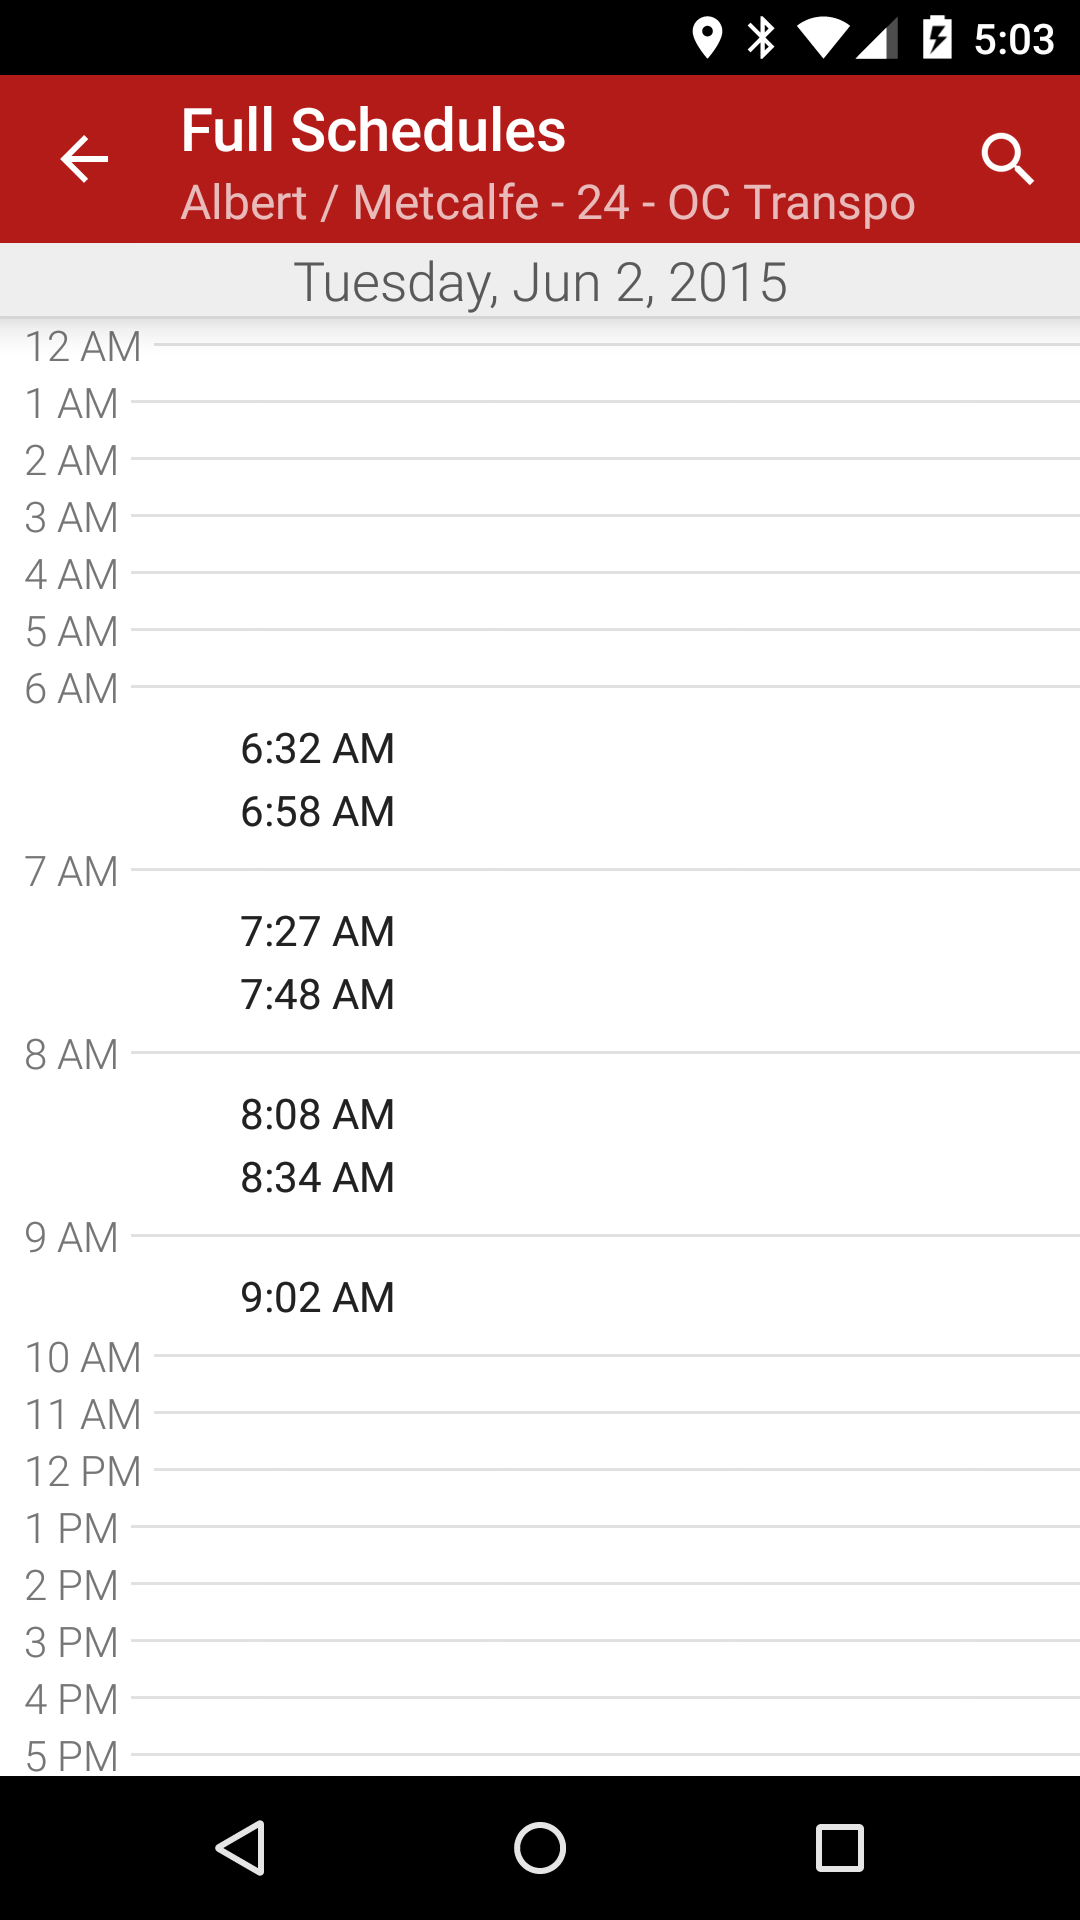 5:03
Full Schedules
Albert / Metcalfe - 24 - OC Transpo
Tuesday, Jun 2, 2015
12 AM
1 AM
2 AM
3 AM
4 AM
5 AM
6 AM
6:32 AM
6:58 AM
7 AM
7:27 AM
7:48 AM
8 AM
8:08 AM
8:34 AM
9 AM
9:02 AM
10 AM
11 AM
12 PM
1 PM
2 PM
3 PM
4 PM
5 PM